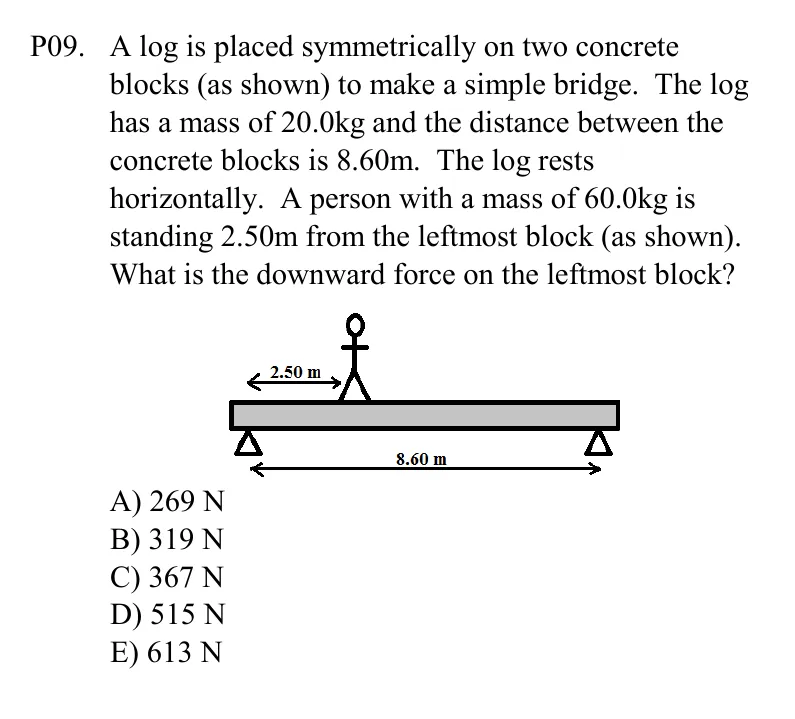 P09. A log is placed symmetrically on two concrete
blocks (as shown) to make a simple bridge. The log
has a mass of 20.0kg and the distance between the
concrete blocks is 8.60m. The log rests
horizontally. A person with a mass of 60.0kg is
standing 2.50m from the leftmost block (as shown).
What is the downward force on the leftmost block?
2.50 m
8.60 m
A) 269 N
B) 319 N
C) 367 N
D) 515 N
E) 613 N